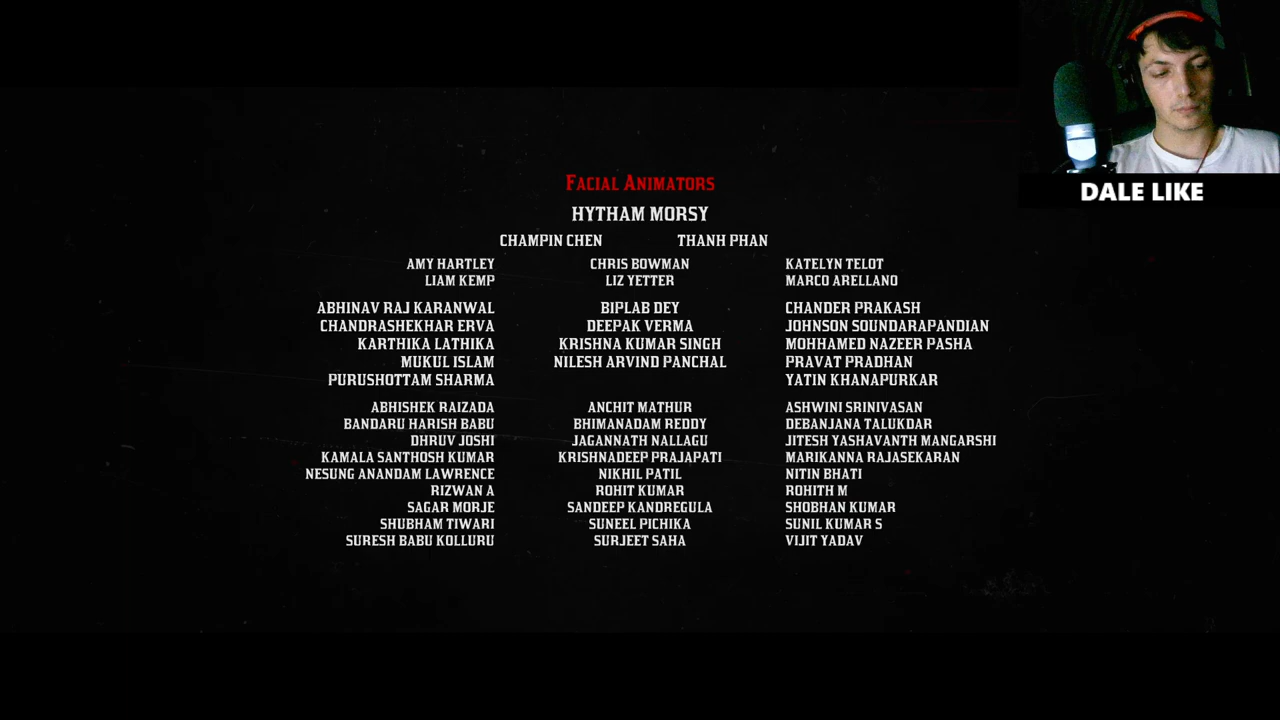 Facial Animators
DALE LIKE
HYTHAM MORSY
CHAMPIN CHEN THANH PHAN
AMY HARTLEY CHRIS BOWMAN KATELYN TELOT
LIAM KEMP LIZ YETTER MARCO ARELLANO
ABHINAV RAJ KARANWAL BIPLAB DEY CHANDER PRAKASH
CHANDRASHEKHAR ERVA DEEPAK VERMA JOHNSON SOUNDARAPANDIAN
KARTHIKA LATHIKA KRISHNA KUMAR SINGH MOHHAMED NAZEER PASHA
MUKUL ISLAM NILESH ARVIND PANCHAL PRAVAT PRADHAN
PURUSHOTTAM SHARMA YATIN KHANAPURKAR
ABHISHEK RAIZADA ANCHIT MATHUR ASHWINI SRINIVASAN
BANDARU HARISH BABU BHIMANADAM REDDY DEBANJANA TALUKDAR
DHRUV JOSHI JAGANNATH NALLAGU JITESH YASHAVANTH MANGARSHI
KAMALA SANTHOSH KUMAR KRISHNADEEP PRAJAPATI MARIKANNA RAJASEKARAN
NESUNG ANANDAM LAWRENCE NIKHIL PATIL NITIN BHATI
RIZWAN A ROHIT KUMAR ROHITH M
SAGAR MORJE SANDEEP KANDREGULA SHOBHAN KUMAR
SHUBHAM TIWARI SUNEEL PICHIKA SUNIL KUMAR S
SURESH BABU KOLLURU SURJEET SAHA VIJIT YADAV